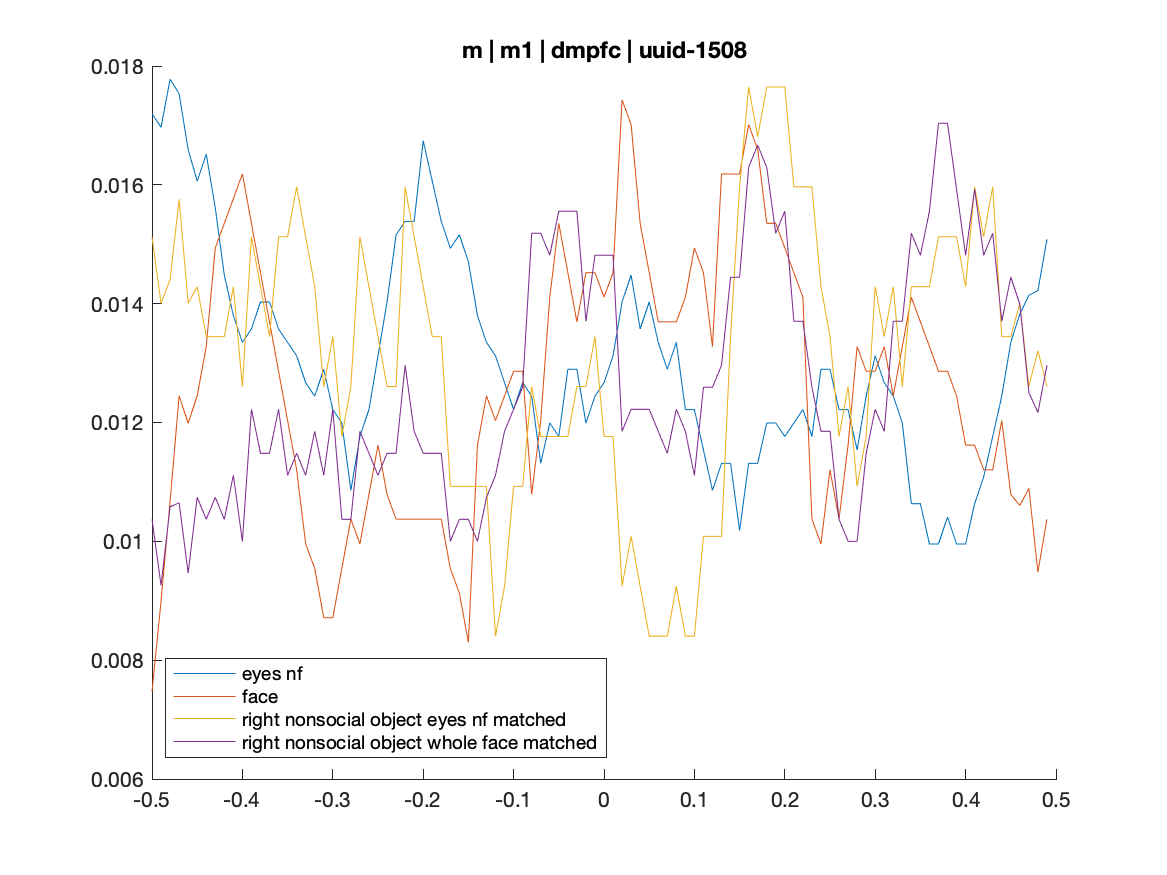 m | m1 | dmpfc | uuid-1508
0.018
0.016
0.014
0.012
0.01
0.008
0.006
eyes nf
face
right nonsocial object eyes nf matched
right nonsocial object whole face matched
-0.5 -0.4 -0.3 -0.2 -0.1 0 0.1 0.2 0.3 0.4 0.5